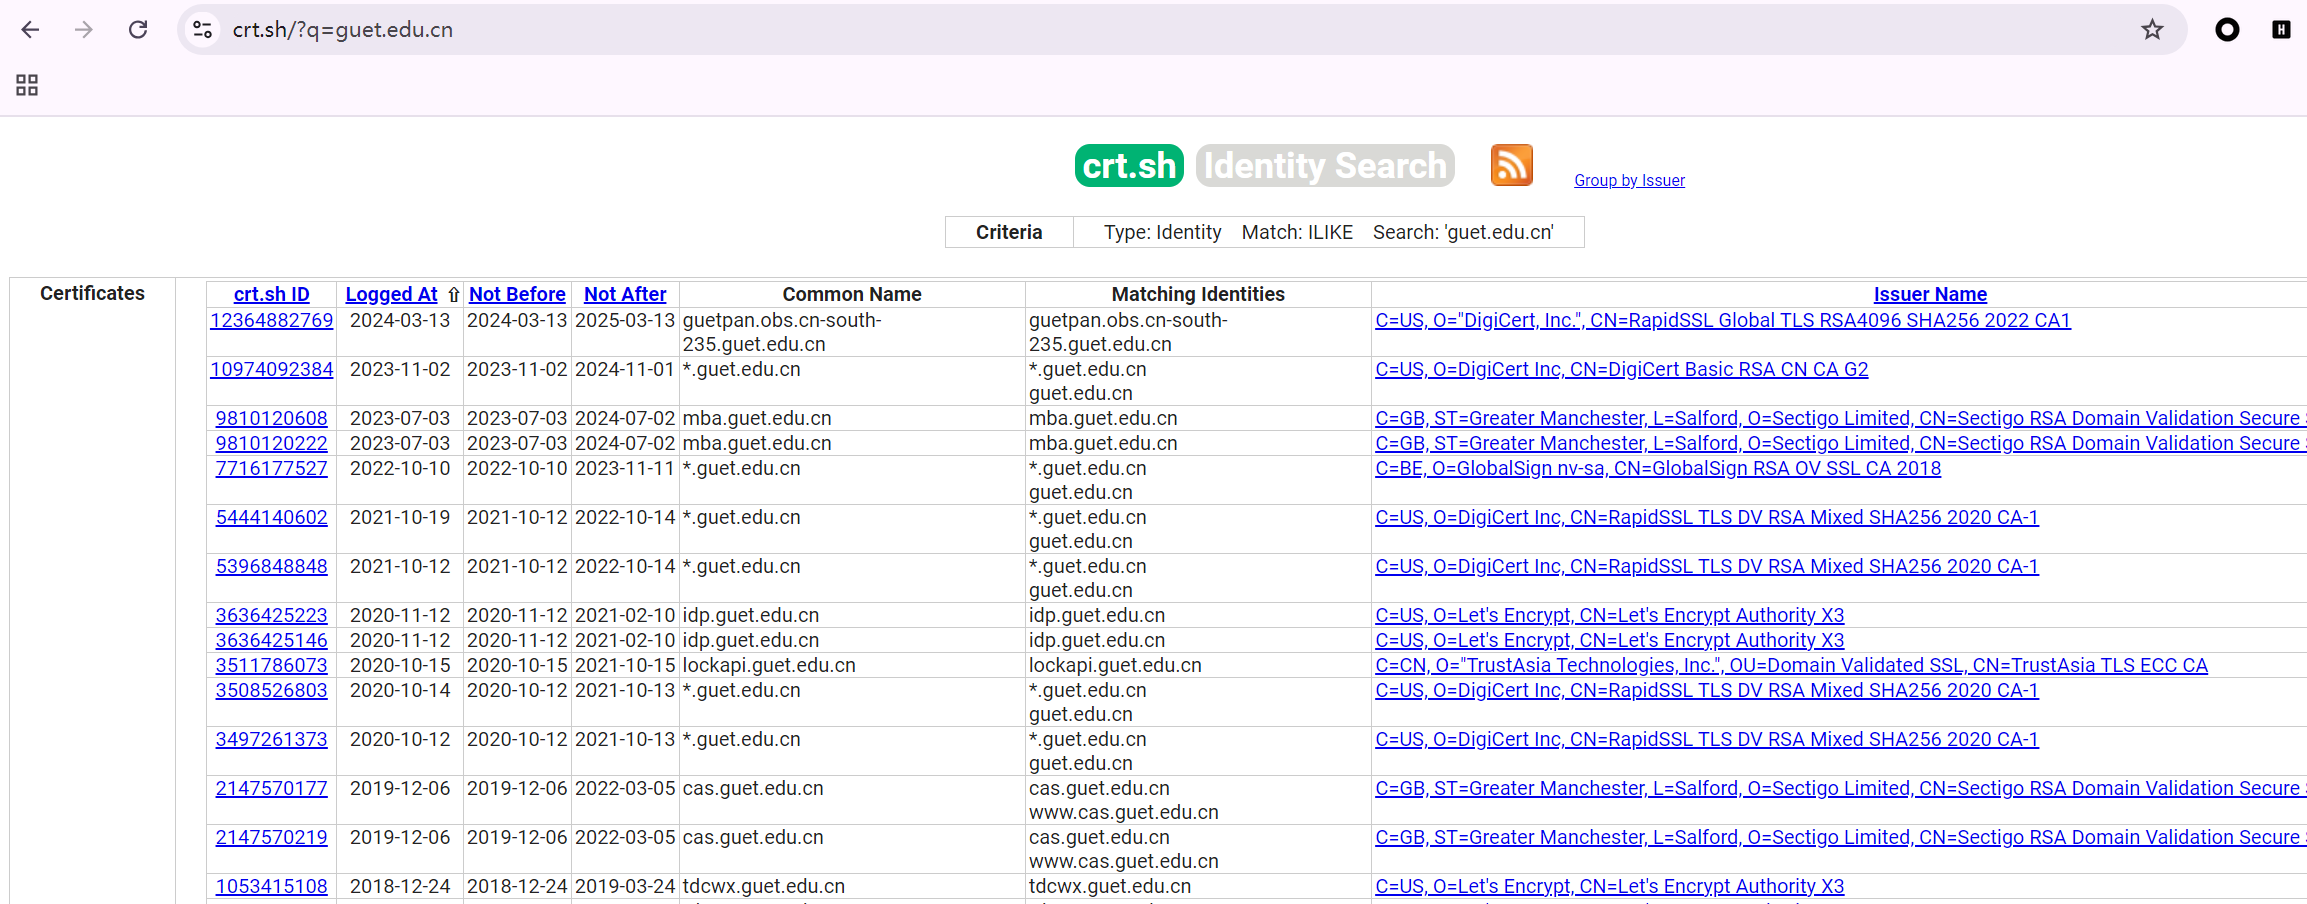 crt.sh/?q=guet.edu.cn
H
crt.sh Identity Search Group by Issuer
Criteria Type: Identity Match: ILIKE Search: 'guet.edu.cn'
Certificates crt.sh ID Logged At ⇧ Not Before Not After Common Name Matching Identities Issuer Name
12364882769 2024-03-13 2024-03-13 2025-03-13 guetpan.obs.cn-south- guetpan.obs.cn-south- C=US, O="DigiCert, Inc.", CN=RapidSSL Global TLS RSA4096 SHA256 2022 CA1
235.guet.edu.cn 235.guet.edu.cn
10974092384 2023-11-02 2023-11-02 2024-11-01 *.guet.edu.cn *.guet.edu.cn C=US, O=DigiCert Inc, CN=DigiCert Basic RSA CN CA G2
guet.edu.cn
9810120608 2023-07-03 2023-07-03 2024-07-02 mba.guet.edu.cn mba.guet.edu.cn C=GB, ST=Greater Manchester, L=Salford, O=Sectigo Limited, CN=Sectigo RSA Domain Validation Secure
9810120222 2023-07-03 2023-07-03 2024-07-02 mba.guet.edu.cn mba.guet.edu.cn C=GB, ST=Greater Manchester, L=Salford, O=Sectigo Limited, CN=Sectigo RSA Domain Validation Secure
7716177527 2022-10-10 2022-10-10 2023-11-11 *.guet.edu.cn *.guet.edu.cn C=BE, O=GlobalSign nv-sa, CN=GlobalSign RSA OV SSL CA 2018
guet.edu.cn
5444140602 2021-10-19 2021-10-12 2022-10-14 *.guet.edu.cn *.guet.edu.cn C=US, O=DigiCert Inc, CN=RapidSSL TLS DV RSA Mixed SHA256 2020 CA-1
guet.edu.cn
5396848848 2021-10-12 2021-10-12 2022-10-14 *.guet.edu.cn *.guet.edu.cn C=US, O=DigiCert Inc, CN=RapidSSL TLS DV RSA Mixed SHA256 2020 CA-1
guet.edu.cn
3636425223 2020-11-12 2020-11-12 2021-02-10 idp.guet.edu.cn idp.guet.edu.cn C=US, O=Let's Encrypt, CN=Let's Encrypt Authority X3
3636425146 2020-11-12 2020-11-12 2021-02-10 idp.guet.edu.cn idp.guet.edu.cn C=US, O=Let's Encrypt, CN=Let's Encrypt Authority X3
3511786073 2020-10-15 2020-10-15 2021-10-15 lockapi.guet.edu.cn lockapi.guet.edu.cn C=CN, O="TrustAsia Technologies, Inc.", OU=Domain Validated SSL, CN=TrustAsia TLS ECC CA
3508526803 2020-10-14 2020-10-12 2021-10-13 *.guet.edu.cn *.guet.edu.cn C=US, O=DigiCert Inc, CN=RapidSSL TLS DV RSA Mixed SHA256 2020 CA-1
guet.edu.cn
3497261373 2020-10-12 2020-10-12 2021-10-13 *.guet.edu.cn *.guet.edu.cn C=US, O=DigiCert Inc, CN=RapidSSL TLS DV RSA Mixed SHA256 2020 CA-1
guet.edu.cn
2147570177 2019-12-06 2019-12-06 2022-03-05 cas.guet.edu.cn cas.guet.edu.cn C=GB, ST=Greater Manchester, L=Salford, O=Sectigo Limited, CN=Sectigo RSA Domain Validation Secure
www.cas.guet.edu.cn
2147570219 2019-12-06 2019-12-06 2022-03-05 cas.guet.edu.cn cas.guet.edu.cn C=GB, ST=Greater Manchester, L=Salford, O=Sectigo Limited, CN=Sectigo RSA Domain Validation Secure
www.cas.guet.edu.cn
1053415108 2018-12-24 2018-12-24 2019-03-24 tdcwx.guet.edu.cn tdcwx.guet.edu.cn C=US, O=Let's Encrypt, CN=Let's Encrypt Authority X3